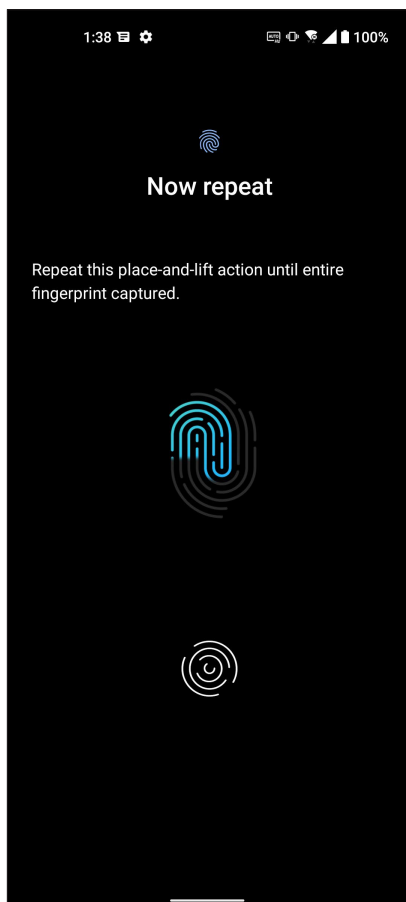 1:38 100%
Now repeat
Repeat this place-and-lift action until entire
fingerprint captured.